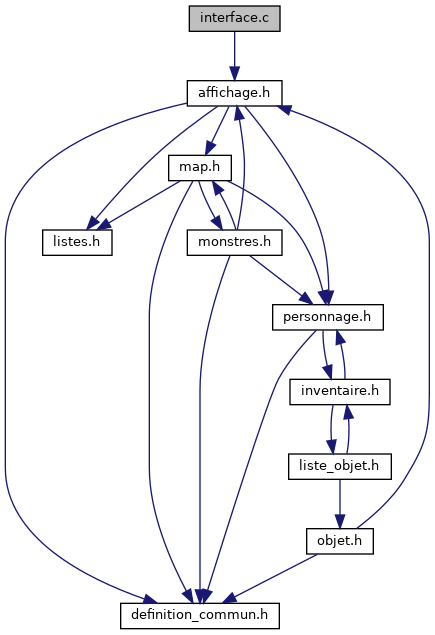 interface.c
affichage.h
map.h
listes.h
monstres.h
personnage.h
inventaire.h
liste_objet.h
objet.h
definition_commun.h